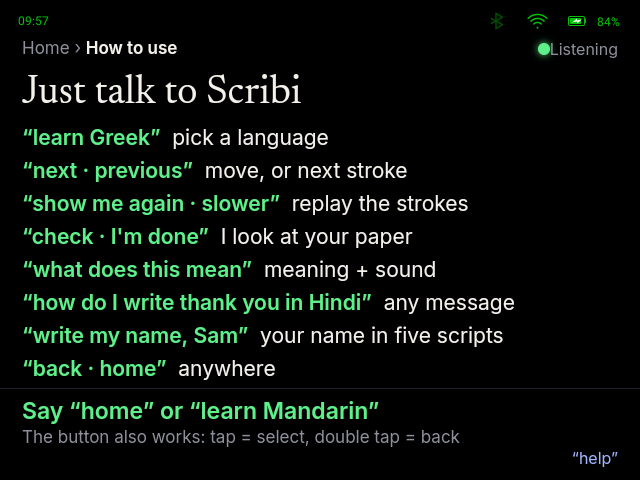 09:57 84%
Home › How to use Listening
Just talk to Scribi
“learn Greek” pick a language
“next · previous” move, or next stroke
“show me again · slower” replay the strokes
“check · I'm done” I look at your paper
“what does this mean” meaning + sound
“how do I write thank you in Hindi” any message
“write my name, Sam” your name in five scripts
“back · home” anywhere
Say “home” or “learn Mandarin”
The button also works: tap = select, double tap = back
“help”